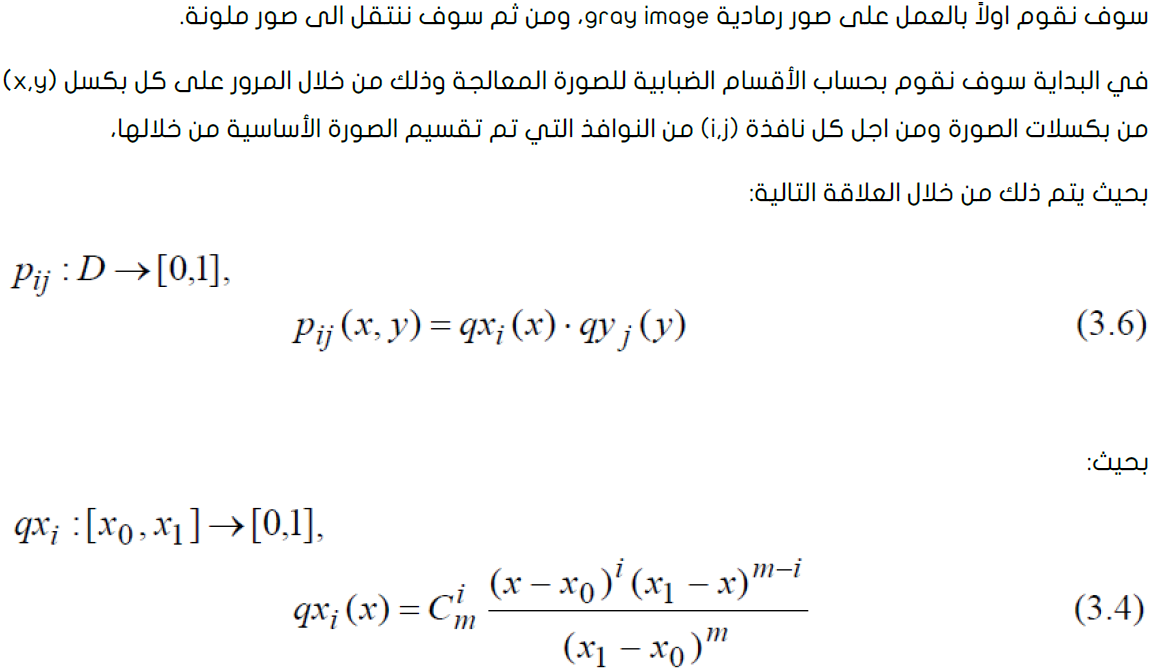 سوف نقوم اولاً بالعمل على صور رمادية gray image، ومن ثم سوف ننتقل الى صور ملونة.
في البداية سوف نقوم بحساب الأقسام الضبابية للصورة المعالجة وذلك من خلال المرور على كل بكسل (x,y)
من بكسلات الصورة ومن اجل كل نافذة (i,j) من النوافذ التي تم تقسيم الصورة الأساسية من خلالها،
بحيث يتم ذلك من خلال العلاقة التالية:
p_{ij} : D → [0,1],
p_{ij}(x, y) = qx_i(x) · qy_j(y) (3.6)
بحيث:
qx_i : [x_0, x_1] → [0,1],
qx_i(x) = C_m^i \frac{(x − x_0)^i (x_1 − x)^{m−i}}{(x_1 − x_0)^m} (3.4)